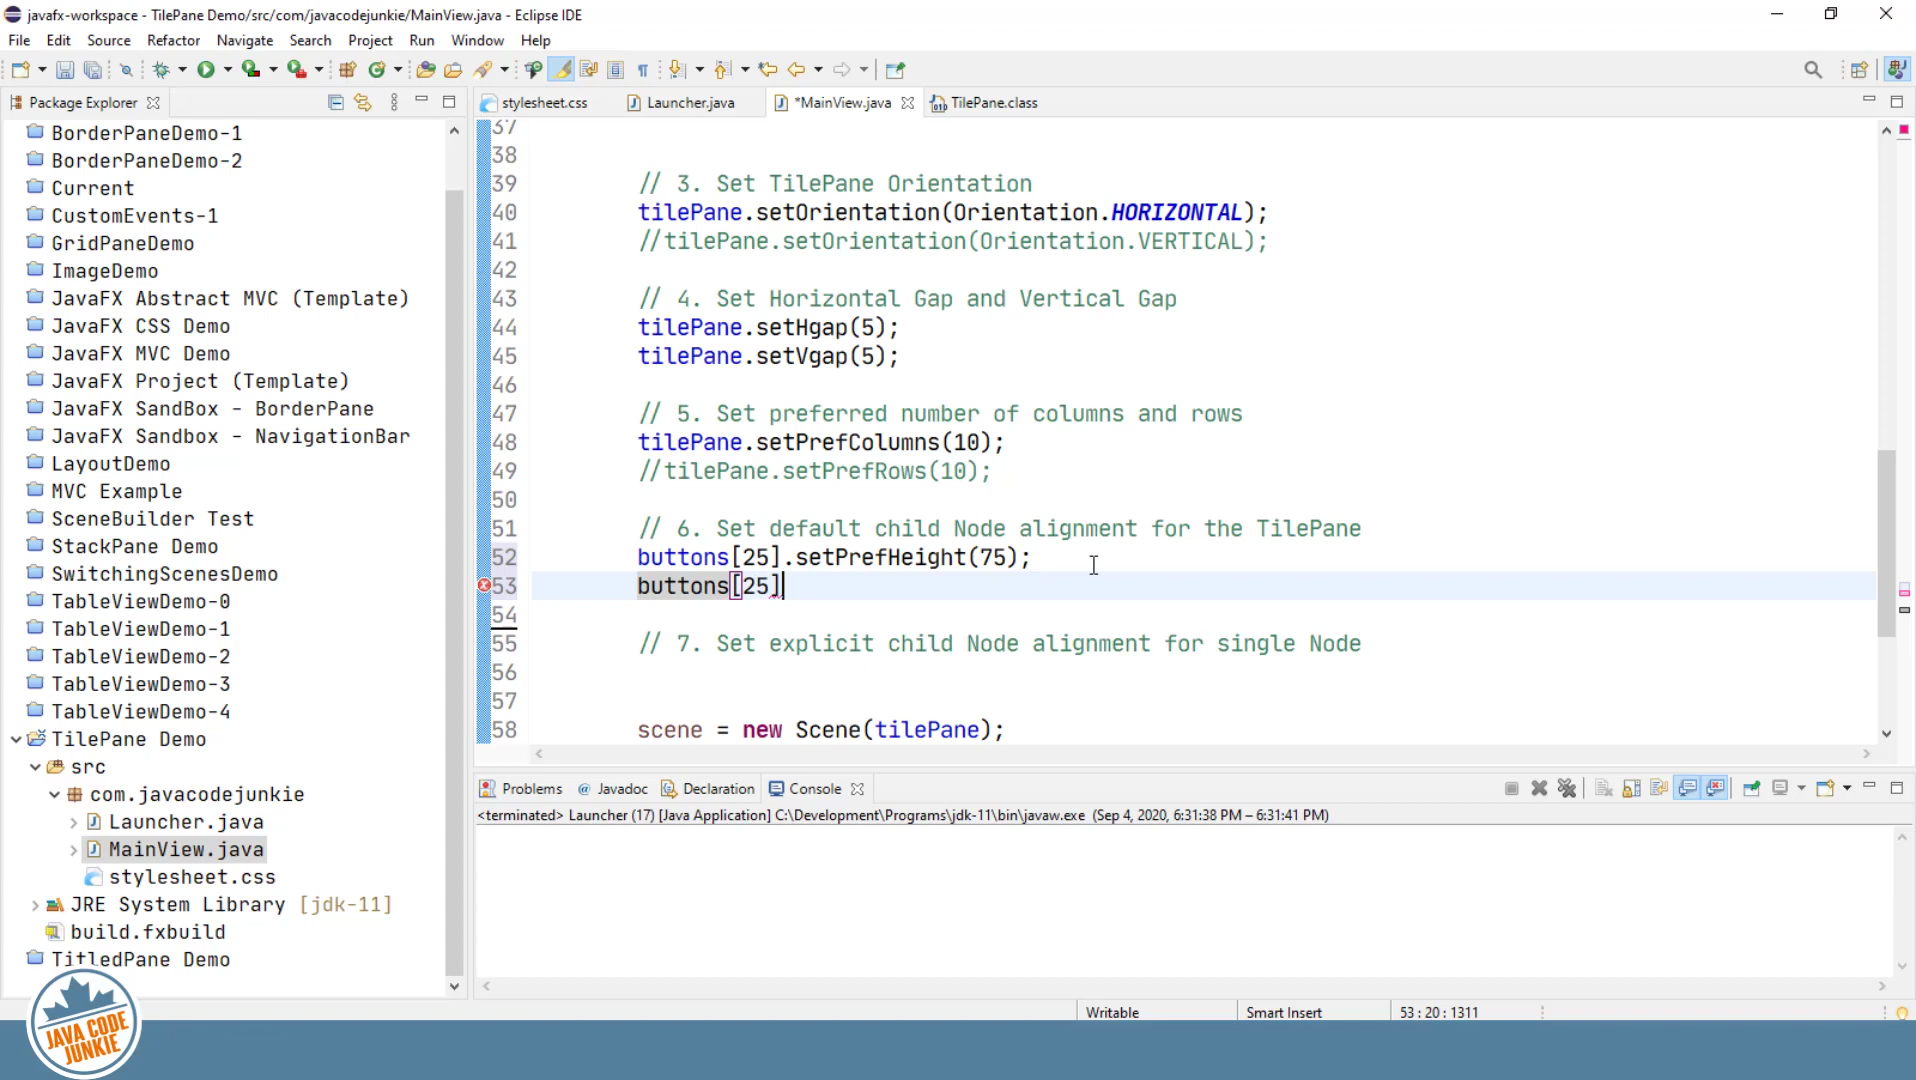 javafx-workspace - TilePane Demo/src/com/javacodejunkie/MainView.java - Eclipse IDE
File Edit Source Refactor Navigate Search Project Run Window Help
Package Explorer
stylesheet.css Launcher.java *MainView.java TilePane.class
BorderPaneDemo-1
BorderPaneDemo-2
Current
CustomEvents-1
GridPaneDemo
ImageDemo
JavaFX Abstract MVC (Template)
JavaFX CSS Demo
JavaFX MVC Demo
JavaFX Project (Template)
JavaFX SandBox - BorderPane
JavaFX Sandbox - NavigationBar
LayoutDemo
MVC Example
SceneBuilder Test
StackPane Demo
SwitchingScenesDemo
TableViewDemo-0
TableViewDemo-1
TableViewDemo-2
TableViewDemo-3
TableViewDemo-4
TilePane Demo
src
com.javacodejunkie
Launcher.java
MainView.java
stylesheet.css
JRE System Library [jdk-11]
build.fxbuild
TitledPane Demo
37
38
39 // 3. Set TilePane Orientation
40 tilePane.setOrientation(Orientation.HORIZONTAL);
41 //tilePane.setOrientation(Orientation.VERTICAL);
42
43 // 4. Set Horizontal Gap and Vertical Gap
44 tilePane.setHgap(5);
45 tilePane.setVgap(5);
46
47 // 5. Set preferred number of columns and rows
48 tilePane.setPrefColumns(10);
49 //tilePane.setPrefRows(10);
50
51 // 6. Set default child Node alignment for the TilePane
52 buttons[25].setPrefHeight(75);
53 buttons[25]
54
55 // 7. Set explicit child Node alignment for single Node
56
57
58 scene = new Scene(tilePane);
Problems @ Javadoc Declaration Console
<terminated> Launcher (17) [Java Application] C:\Development\Programs\jdk-11\bin\javaw.exe (Sep 4, 2020, 6:31:38 PM – 6:31:41 PM)
Writable Smart Insert 53 : 20 : 1311
JAVA CODE
JUNKIE